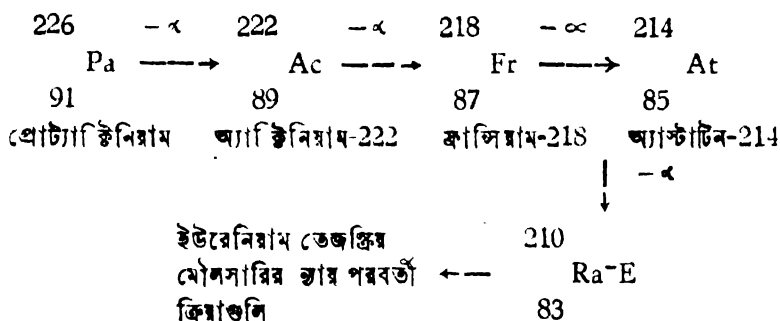 226 -α 222 -α 218 -α 214
Pa ———→ Ac ———→ Fr ———→ At
91 89 87 85
প্রোট্যাক্টিনিয়াম অ্যাক্টিনিয়াম-222 ফ্রান্সিয়াম-218 অ্যাস্টাটিন-214
↓ -α
ইউরেনিয়াম তেজস্ক্রিয় 210
মৌলসারির ন্যায় পরবর্তী ←— Ra-E
ক্রিয়াগুলি 83